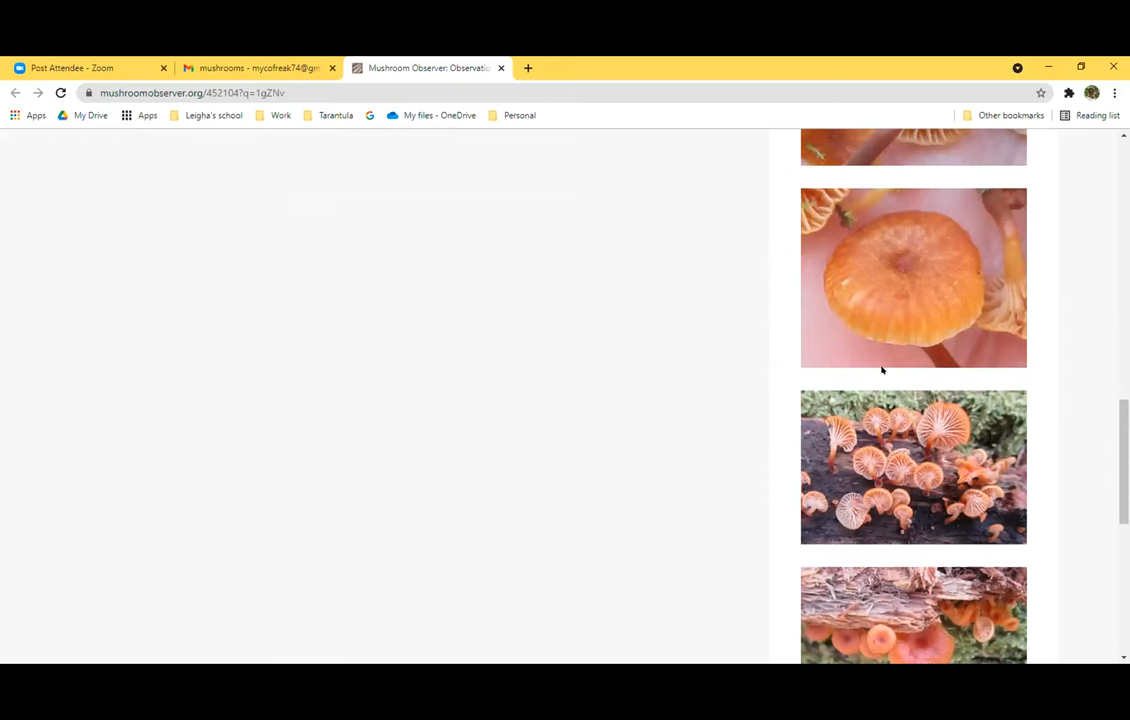 Post Attendee - Zoom
mushrooms - mycofreak74@gm
Mushroom Observer: Observatio
mushroomobserver.org/452104?q=1gZNv
Apps My Drive Apps Leigha's school Work Tarantula My files - OneDrive Personal Other bookmarks Reading list